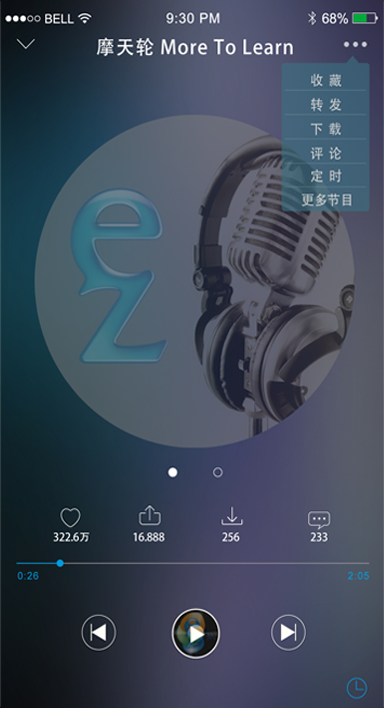 BELL
9:30 PM
68%
摩天轮 More To Learn
收 藏
转 发
下 载
评 论
定 时
更多节目
ez
322.6万
16.888
256
233
0:26
2:05